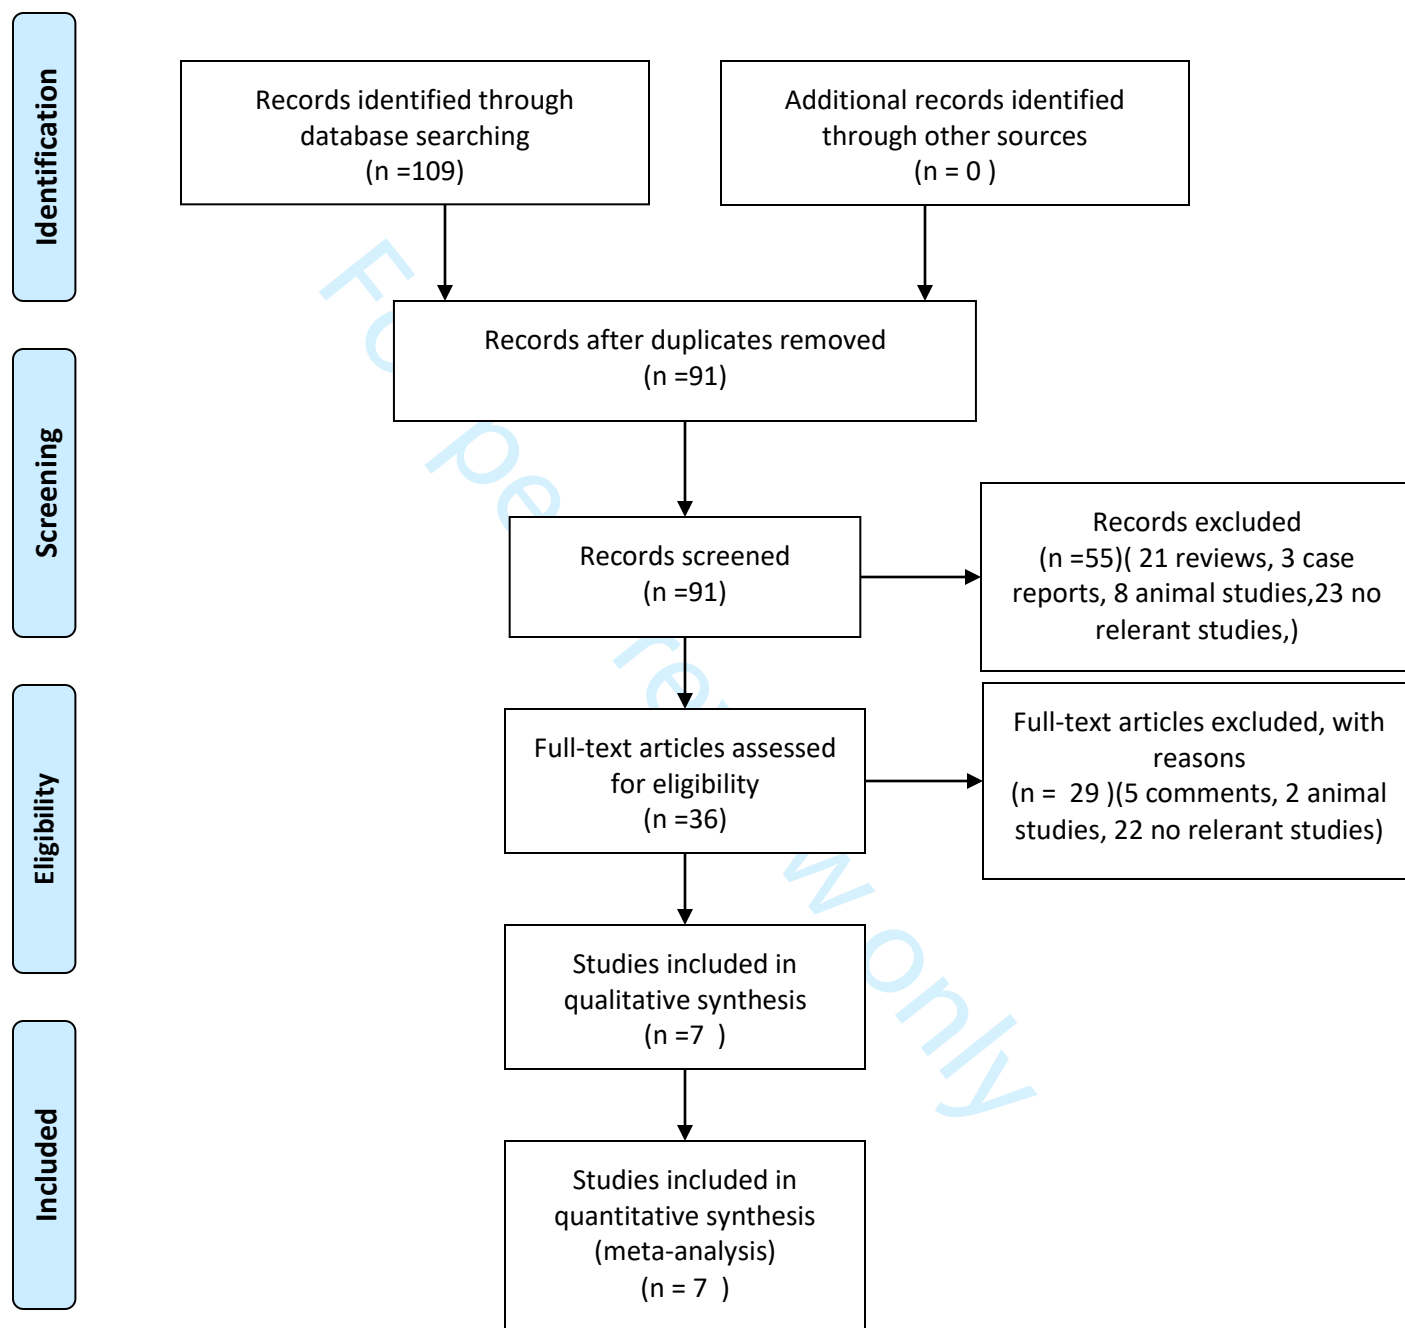 Identification
Records identified through
database searching
(n =109)
Additional records identified
through other sources
(n = 0 )
Records after duplicates removed
(n =91)
Screening
Records screened
(n =91)
Records excluded
(n =55)( 21 reviews, 3 case
reports, 8 animal studies,23 no
relerant studies,)
Eligibility
Full-text articles assessed
for eligibility
(n =36)
Full-text articles excluded, with
reasons
(n =  29 )(5 comments, 2 animal
studies, 22 no relerant studies)
Studies included in
qualitative synthesis
(n =7  )
Included
Studies included in
quantitative synthesis
(meta-analysis)
(n = 7  )
For peer review only